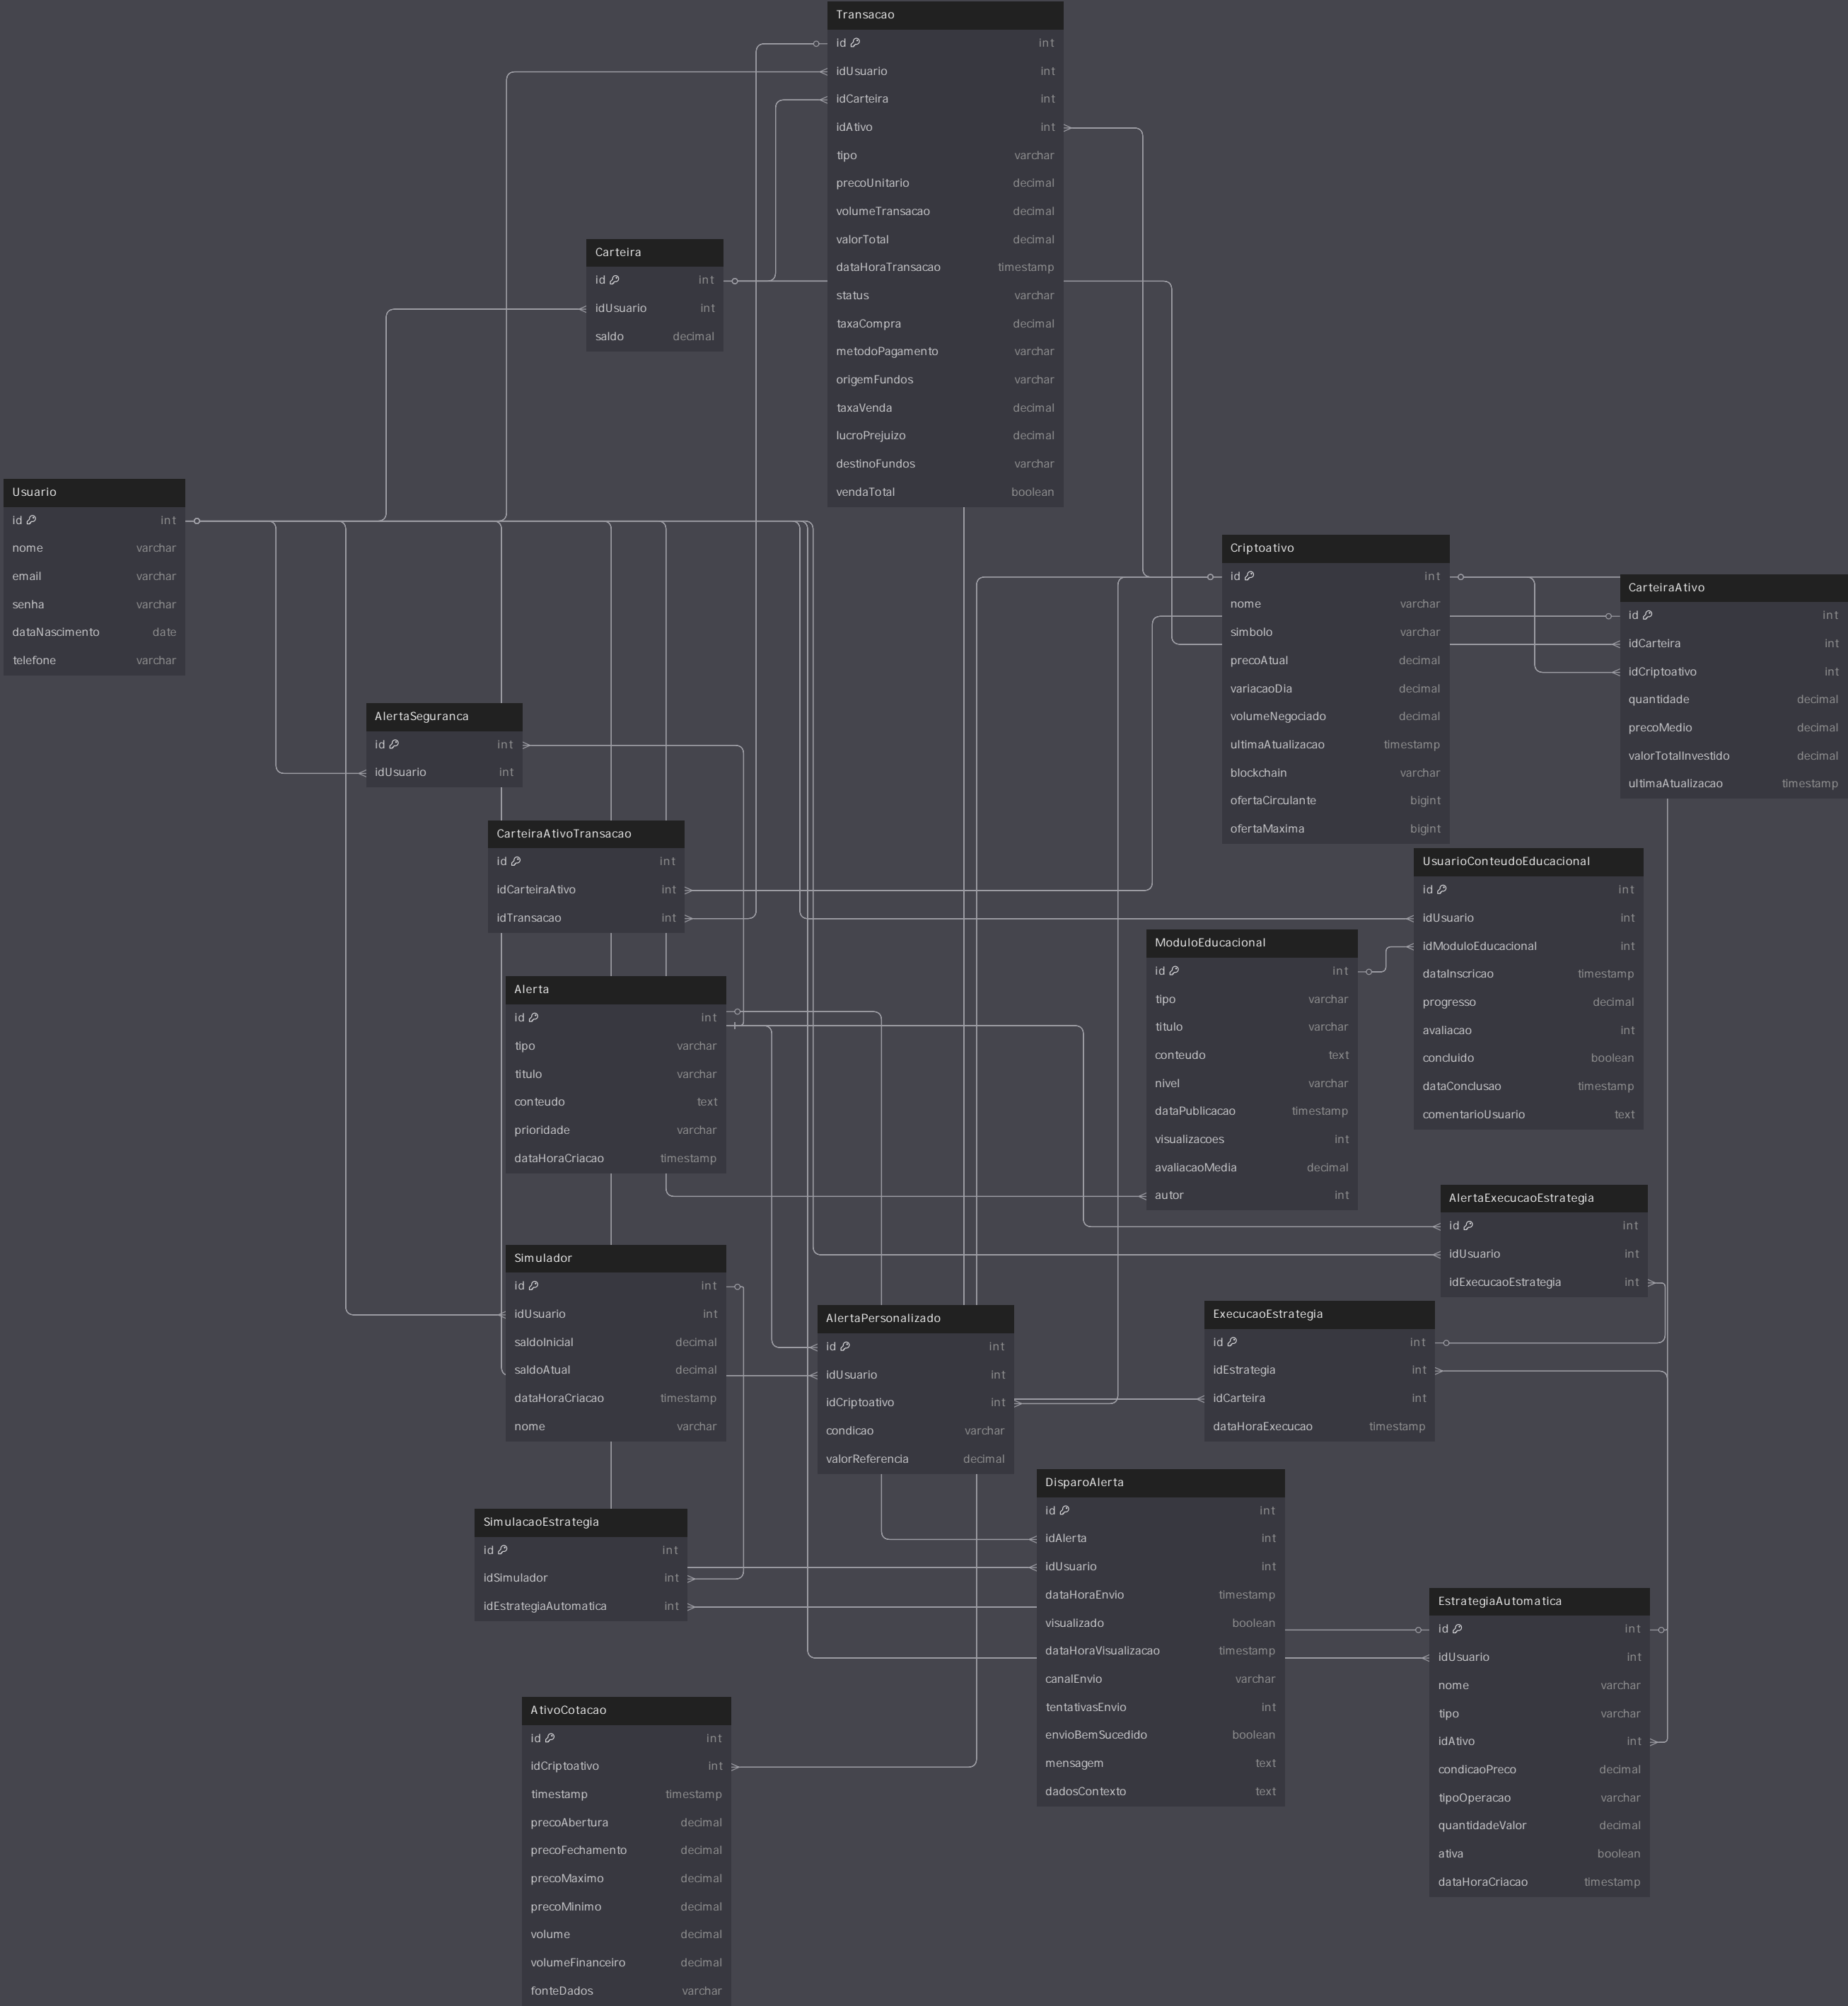 Transacao
id int
idUsuario int
idCarteira int
idAtivo int
tipo varchar
precoUnitario decimal
volumeTransacao decimal
valorTotal decimal
dataHoraTransacao timestamp
status varchar
taxaCompra decimal
metodoPagamento varchar
origemFundos varchar
taxaVenda decimal
lucroPrejuizo decimal
destinoFundos varchar
vendaTotal boolean
Carteira
id int
idUsuario int
saldo decimal
Usuario
id int
nome varchar
email varchar
senha varchar
dataNascimento date
telefone varchar
Criptoativo
id int
nome varchar
simbolo varchar
precoAtual decimal
variacaoDia decimal
volumeNegociado decimal
ultimaAtualizacao timestamp
blockchain varchar
ofertaCirculante bigint
ofertaMaxima bigint
CarteiraAtivo
id int
idCarteira int
idCriptoativo int
quantidade decimal
precoMedio decimal
valorTotalInvestido decimal
ultimaAtualizacao timestamp
AlertaSeguranca
id int
idUsuario int
CarteiraAtivoTransacao
id int
idCarteiraAtivo int
idTransacao int
UsuarioConteudoEducacional
id int
idUsuario int
idModuloEducacional int
dataInscricao timestamp
progresso decimal
avaliacao int
concluido boolean
dataConclusao timestamp
comentarioUsuario text
ModuloEducacional
id int
tipo varchar
titulo varchar
conteudo text
nivel varchar
dataPublicacao timestamp
visualizacoes int
avaliacaoMedia decimal
autor int
Alerta
id int
tipo varchar
titulo varchar
conteudo text
prioridade varchar
dataHoraCriacao timestamp
AlertaExecucaoEstrategia
id int
idUsuario int
idExecucaoEstrategia int
Simulador
id int
idUsuario int
saldoInicial decimal
saldoAtual decimal
dataHoraCriacao timestamp
nome varchar
AlertaPersonalizado
id int
idUsuario int
idCriptoativo int
condicao varchar
valorReferencia decimal
ExecucaoEstrategia
id int
idEstrategia int
idCarteira int
dataHoraExecucao timestamp
DisparoAlerta
id int
idAlerta int
idUsuario int
dataHoraEnvio timestamp
visualizado boolean
dataHoraVisualizacao timestamp
canalEnvio varchar
tentativasEnvio int
envioBemSucedido boolean
mensagem text
dadosContexto text
SimulacaoEstrategia
id int
idSimulador int
idEstrategiaAutomatica int
EstrategiaAutomatica
id int
idUsuario int
nome varchar
tipo varchar
idAtivo int
condicaoPreco decimal
tipoOperacao varchar
quantidadeValor decimal
ativa boolean
dataHoraCriacao timestamp
AtivoCotacao
id int
idCriptoativo int
timestamp timestamp
precoAbertura decimal
precoFechamento decimal
precoMaximo decimal
precoMinimo decimal
volume decimal
volumeFinanceiro decimal
fonteDados varchar